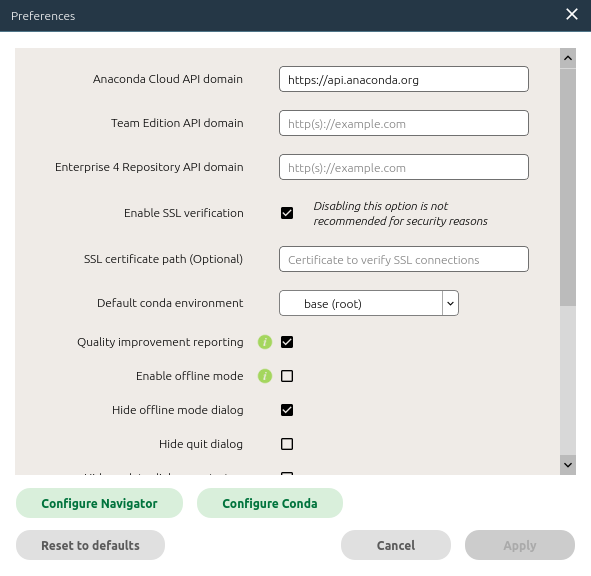 Preferences
Anaconda Cloud API domain https://api.anaconda.org
Team Edition API domain http(s)://example.com
Enterprise 4 Repository API domain http(s)://example.com
Enable SSL verification Disabling this option is not
recommended for security reasons
SSL certificate path (Optional) Certificate to verify SSL connections
Default conda environment base (root)
Quality improvement reporting i
Enable offline mode i
Hide offline mode dialog
Hide quit dialog
Configure Navigator Configure Conda
Reset to defaults Cancel Apply